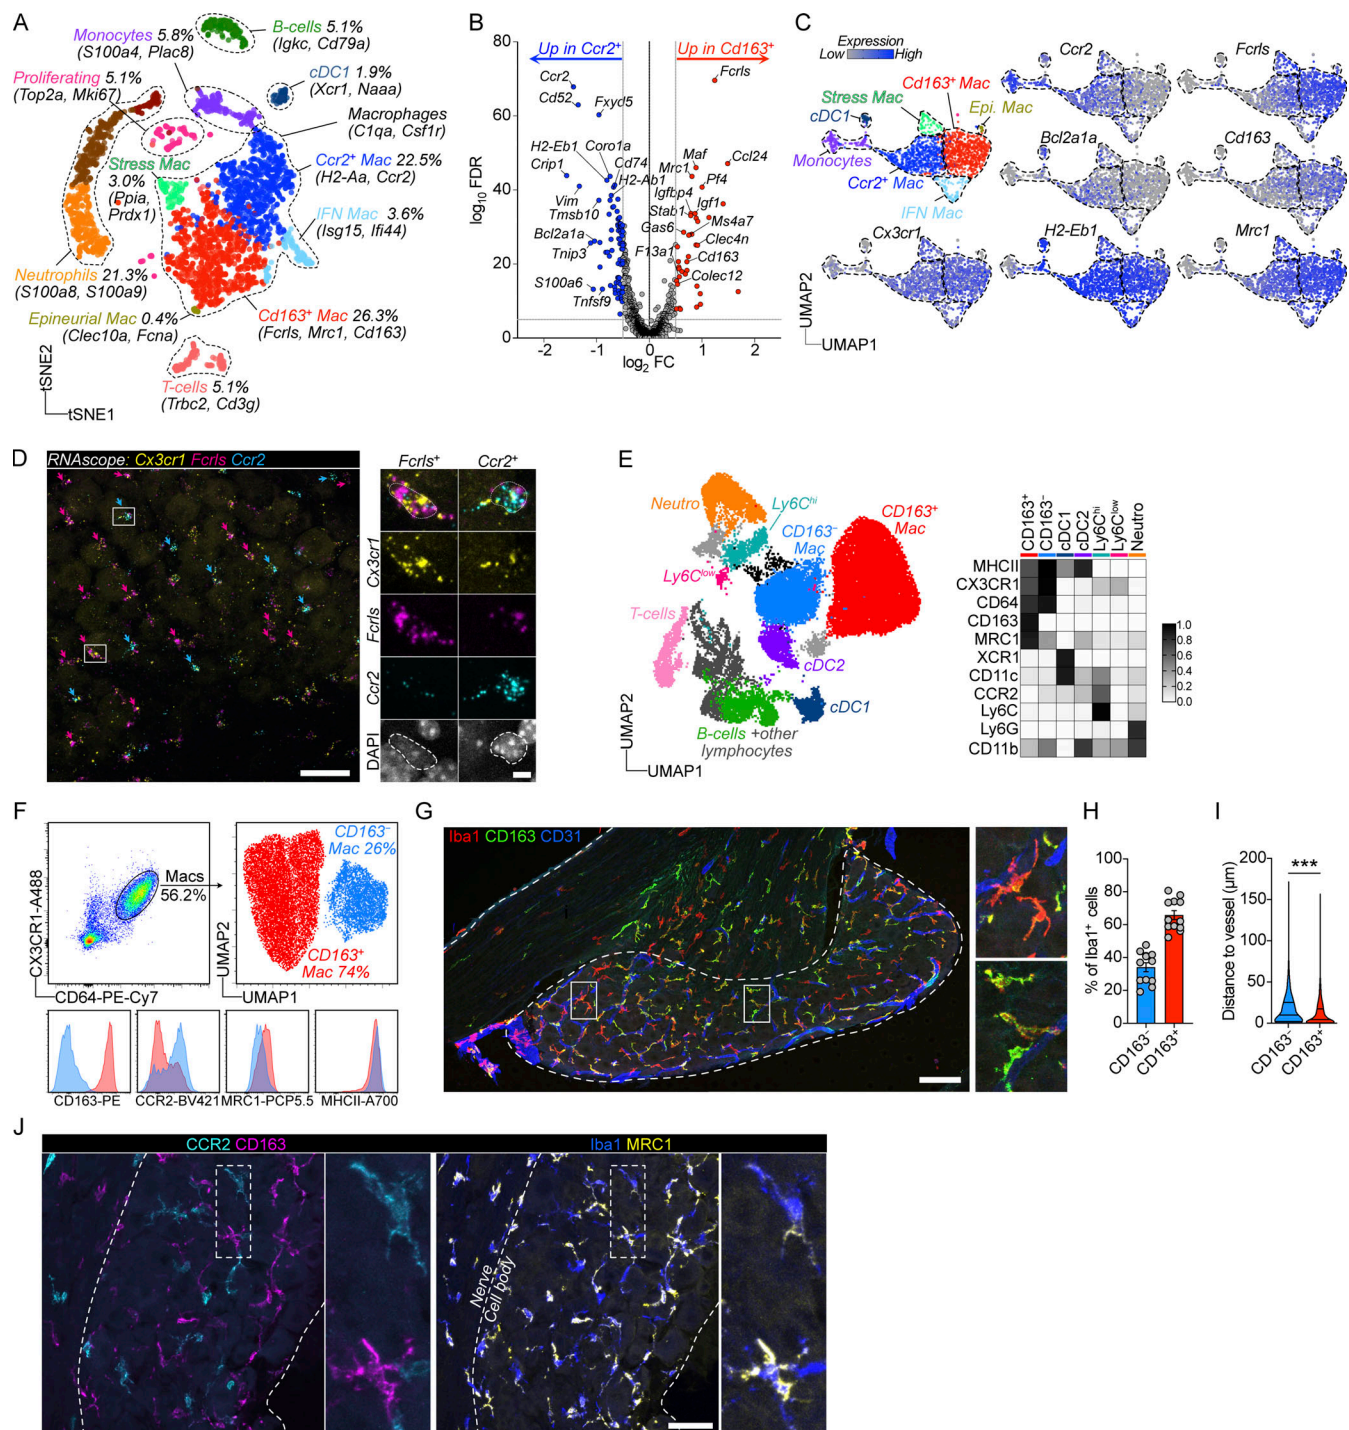 A
Monocytes 5.8%
(S100a4, Plac8)
B-cells 5.1%
(Igkc, Cd79a)
Proliferating 5.1%
(Top2a, Mki67)
cDC1 1.9%
(Xcr1, Naaa)
Macrophages
(C1qa, Csf1r)
Stress Mac
3.0%
(Ppia,
Prdx1)
Ccr2+ Mac 22.5%
(H2-Aa, Ccr2)
IFN Mac 3.6%
(Isg15, Ifi44)
Neutrophils 21.3%
(S100a8, S100a9)
Epineurial Mac 0.4%
(Clec10a, Fcna)
Cd163+ Mac 26.3%
(Fcrls, Mrc1, Cd163)
T-cells 5.1%
(Trbc2, Cd3g)
tSNE2
tSNE1
B
Up in Ccr2+
Up in Cd163+
80
60
40
20
0
log10 FDR
-2
-1
0
1
2
log2 FC
Ccr2
Cd52
Fxyd5
Fcrls
H2-Eb1
Coro1a
Crip1
Cd74
H2-Ab1
Vim
Tmsb10
Bcl2a1a
Tnip3
S100a6
Tnfsf9
Maf
Mrc1
Ccl24
Pf4
Igfbp4
Igf1
Stab1
Ms4a7
Gas6
Clec4n
F13a1
Cd163
Colec12
C
Expression
Low
High
Cd163+ Mac
Stress Mac
Epi. Mac
cDC1
Monocytes
Ccr2+ Mac
IFN Mac
Ccr2
Fcrls
Bcl2a1a
Cd163
Cx3cr1
H2-Eb1
Mrc1
UMAP2
UMAP1
D
RNAscope: Cx3cr1 Fcrls Ccr2
Fcrls+
Ccr2+
Cx3cr1
Fcrls
Ccr2
DAPI
E
Neutro
Ly6Chi
CD163−
Mac
CD163+
Mac
Ly6Clow
T-cells
cDC2
cDC1
B-cells +other
lymphocytes
UMAP2
UMAP1
CD163+
CD163−
cDC1
cDC2
Ly6Chi
Ly6Clow
Neutro
MHCII
CX3CR1
CD64
CD163
MRC1
XCR1
CD11c
CCR2
Ly6C
Ly6G
CD11b
1.0
0.8
0.6
0.4
0.2
0.0
F
CX3CR1-A488
CD64-PE-Cy7
Macs
56.2%
CD163−
Mac 26%
CD163+
Mac 74%
UMAP2
UMAP1
CD163-PE
CCR2-BV421
MRC1-PCP5.5
MHCII-A700
G
Iba1 CD163 CD31
H
% of Iba1+ cells
100
80
60
40
20
0
CD163−
CD163+
I
Distance to vessel (µm)
200
150
100
50
0
***
CD163−
CD163+
J
CCR2 CD163
Iba1 MRC1
Nerve
Cell body